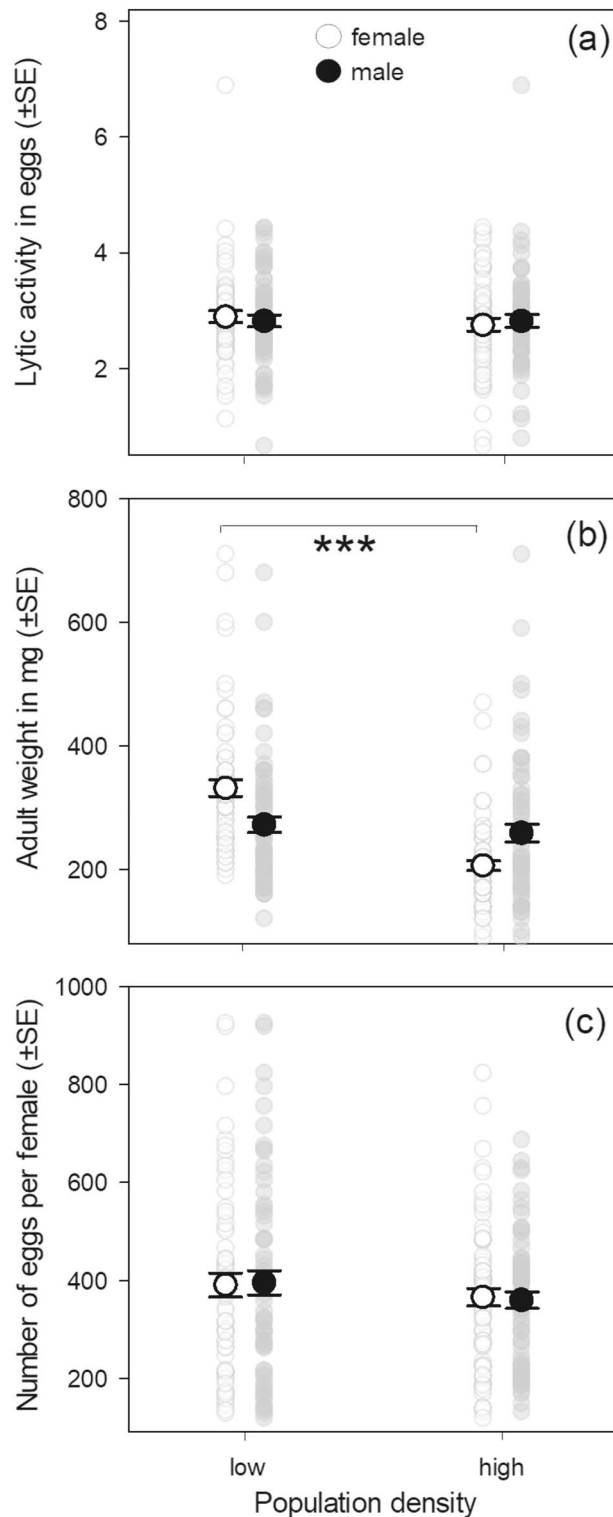 (a)
female
male
Lytic activity in eggs (±SE)
8
6
4
2
(b)
***
Adult weight in mg (±SE)
800
600
400
200
(c)
Number of eggs per female (±SE)
1000
800
600
400
200
low high
Population density